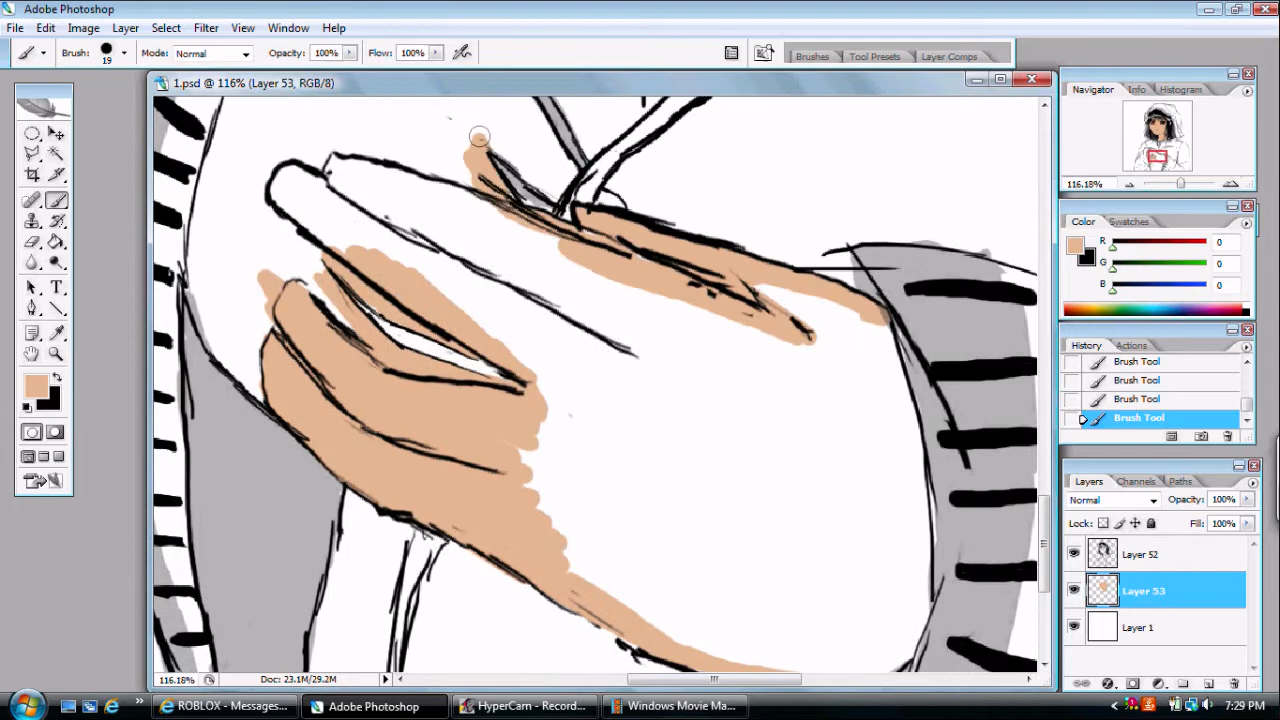 Adobe Photoshop
File Edit Image Layer Select Filter View Window Help
Brush: 19 Mode: Normal Opacity: 100% Flow: 100% Brushes Tool Presets Layer Comps
1.psd @ 116% (Layer 53, RGB/8)
Navigator Info Histogram
116.18%
Color Swatches
R 0
G 0
B 0
History Actions
Brush Tool
Brush Tool
Brush Tool
Brush Tool
Layers Channels Paths
Normal Opacity: 100%
Lock: Fill: 100%
Layer 52
Layer 53
Layer 1
116.18% Doc: 23.1M/29.2M
ROBLOX - Messages... Adobe Photoshop HyperCam - Record... Windows Movie Ma... 7:29 PM